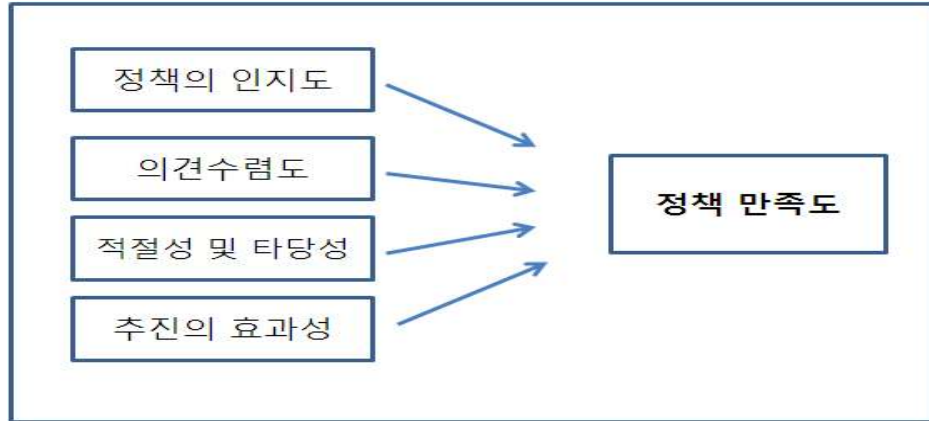 정책의 인지도
의견수렴도
적절성 및 타당성
추진의 효과성
정책 만족도